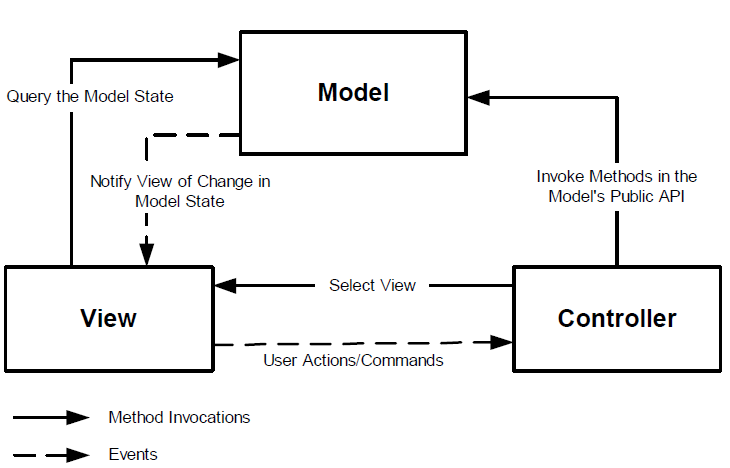 Model
Query the Model State
Notify View of Change in
Model State
Invoke Methods in the
Model's Public API
View
Select View
Controller
User Actions/Commands
Method Invocations
Events